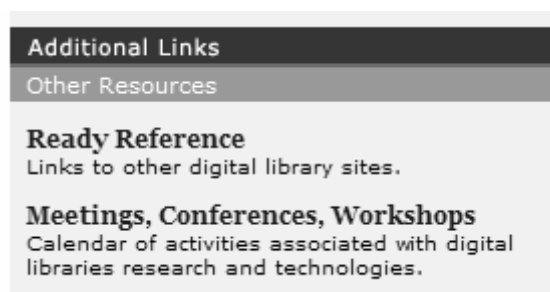 Additional Links
Other Resources
Ready Reference
Links to other digital library sites.
Meetings, Conferences, Workshops
Calendar of activities associated with digital
libraries research and technologies.